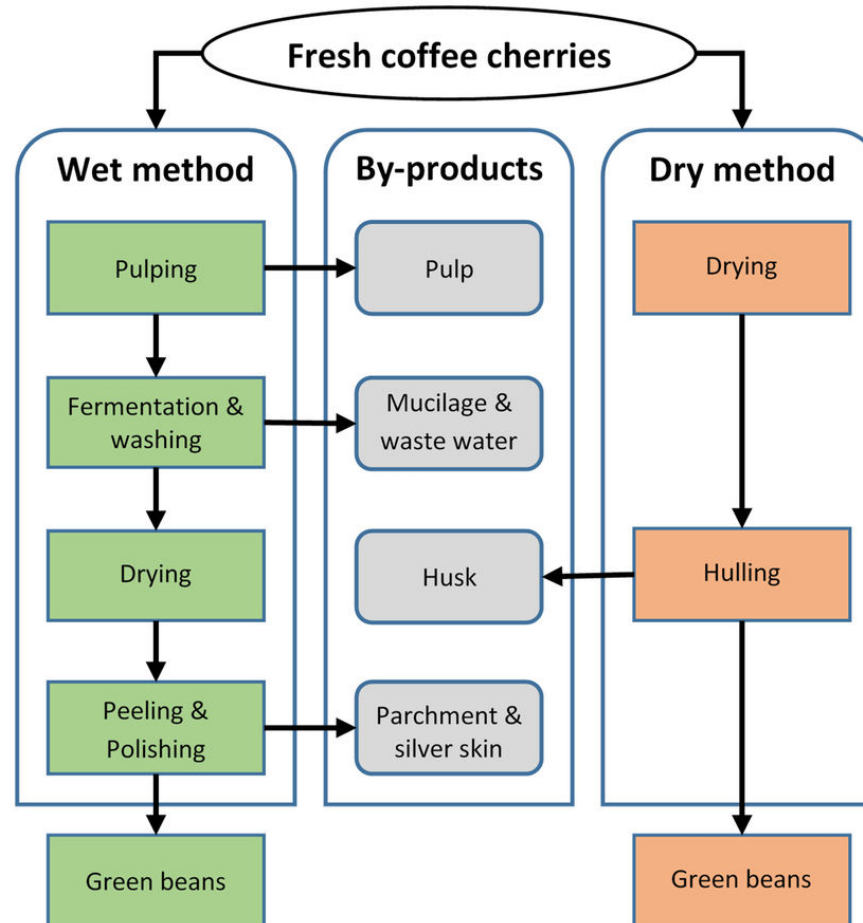 Fresh coffee cherries
Wet method
Pulping
Fermentation &
washing
Drying
Peeling &
Polishing
Green beans
By-products
Pulp
Mucilage &
waste water
Husk
Parchment &
silver skin
Dry method
Drying
Hulling
Green beans